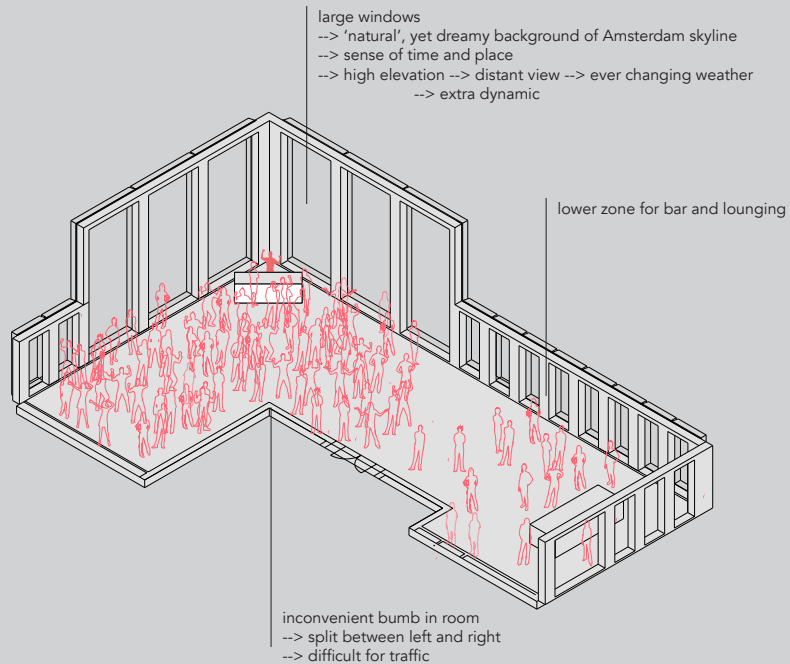 large windows
--> ‘natural’, yet dreamy background of Amsterdam skyline
--> sense of time and place
--> high elevation --> distant view --> ever changing weather
--> extra dynamic
lower zone for bar and lounging
inconvenient bumb in room
--> split between left and right
--> difficult for traffic